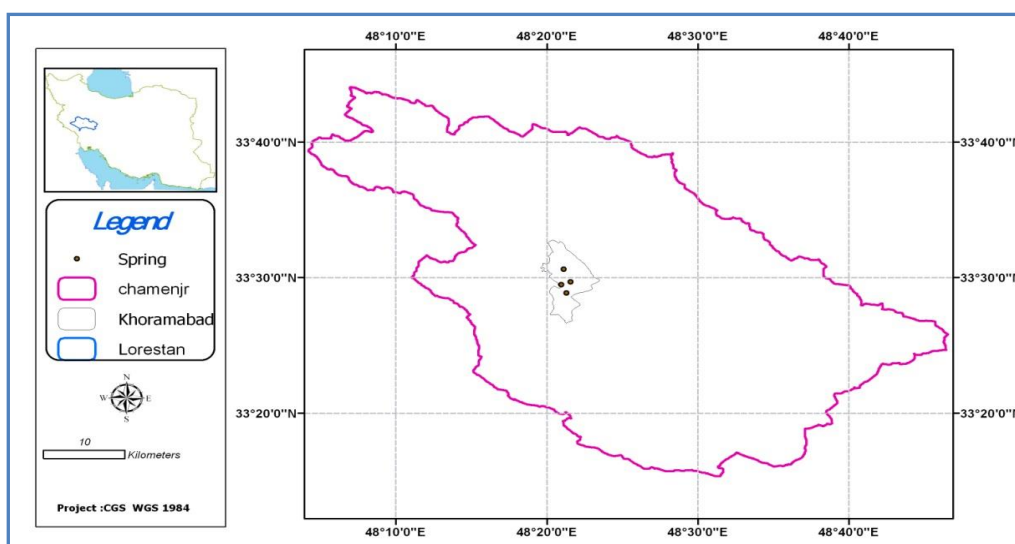 Legend
Spring
chamenjr
Khoramabad
Lorestan
N
W E
S
10
Kilometers
Project :CGS WGS 1984
48°10'0"E 48°20'0"E 48°30'0"E 48°40'0"E
33°40'0"N 33°40'0"N
33°30'0"N 33°30'0"N
33°20'0"N 33°20'0"N
48°10'0"E 48°20'0"E 48°30'0"E 48°40'0"E